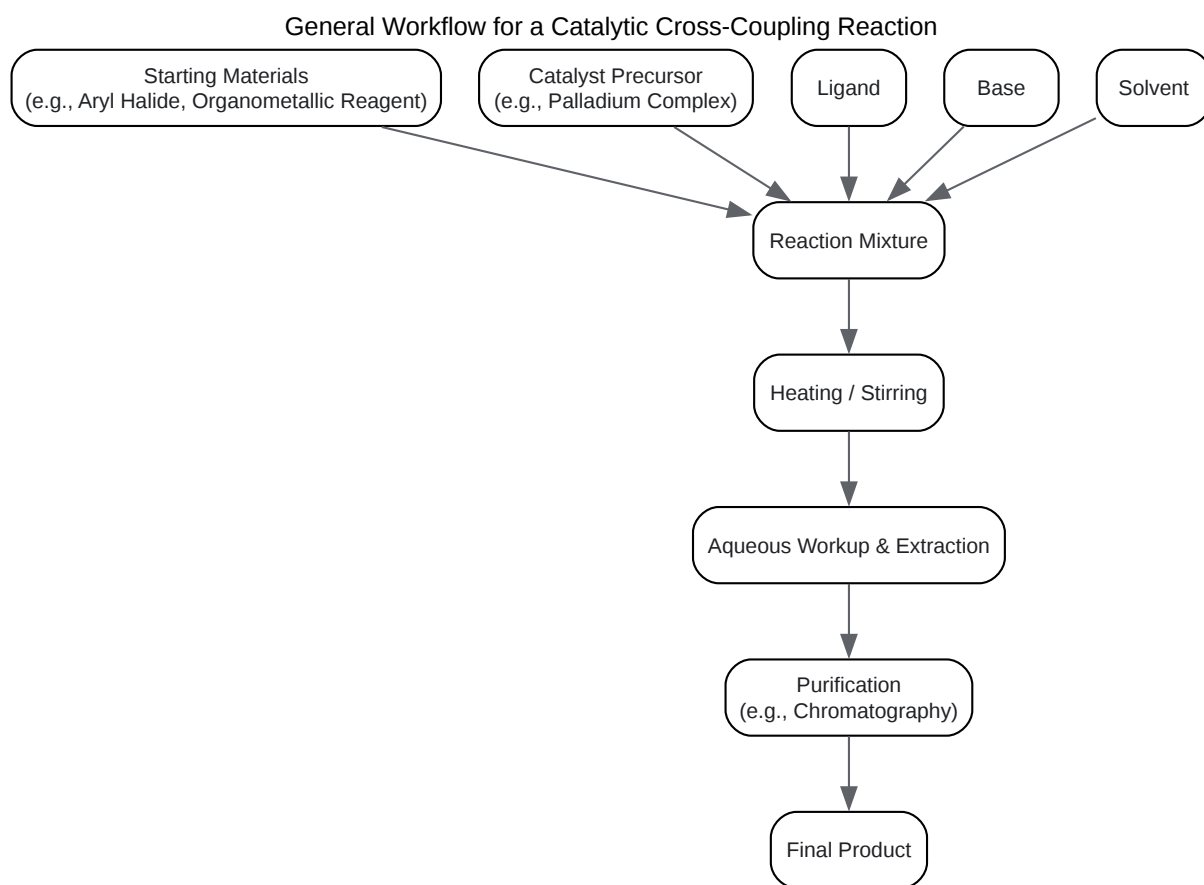 General Workflow for a Catalytic Cross-Coupling Reaction
Starting Materials
(e.g., Aryl Halide, Organometallic Reagent)
Catalyst Precursor
(e.g., Palladium Complex)
Ligand
Base
Solvent
Reaction Mixture
Heating / Stirring
Aqueous Workup & Extraction
Purification
(e.g., Chromatography)
Final Product